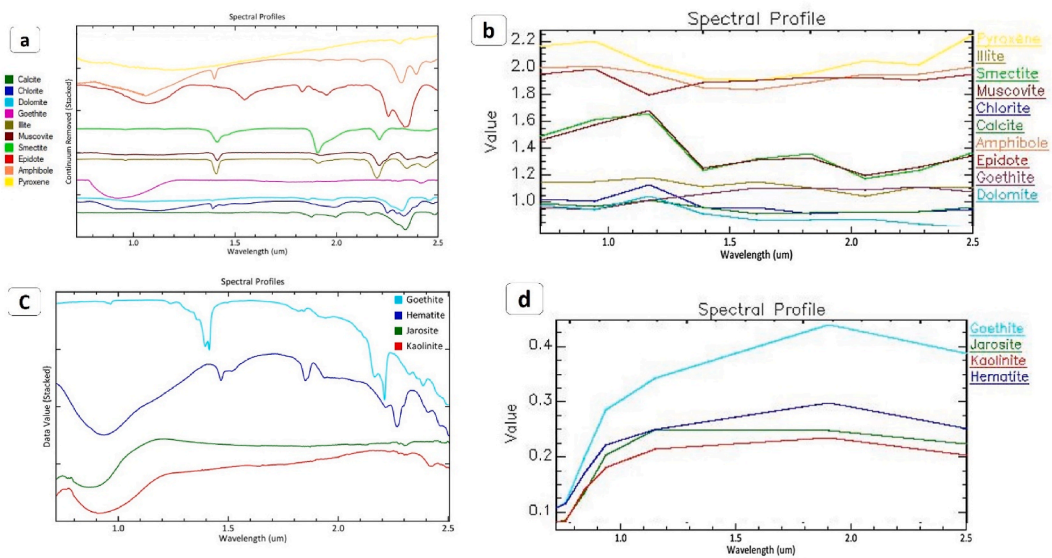 a
Spectral Profiles
Continuum Removed (Stacked)
Calcite
Chlorite
Dolomite
Goethite
Illite
Muscovite
Smectite
Epidote
Amphibole
Pyroxene
1.0 1.5 2.0 2.5
Wavelength (um)
b
Spectral Profile
Value
2.2
2.0
1.8
1.6
1.4
1.2
1.0
Pyroxene
Illite
Smectite
Muscovite
Chlorite
Calcite
Amphibole
Epidote
Goethite
Dolomite
1.0 1.5 2.0 2.5
Wavelength (um)
c
Spectral Profiles
Data Value (Stacked)
Goethite
Hematite
Jarosite
Kaolinite
1.0 1.5 2.0 2.5
Wavelength (um)
d
Spectral Profile
Value
0.4
0.3
0.2
0.1
Goethite
Jarosite
Kaolinite
Hematite
1.0 1.5 2.0 2.5
Wavelength (um)